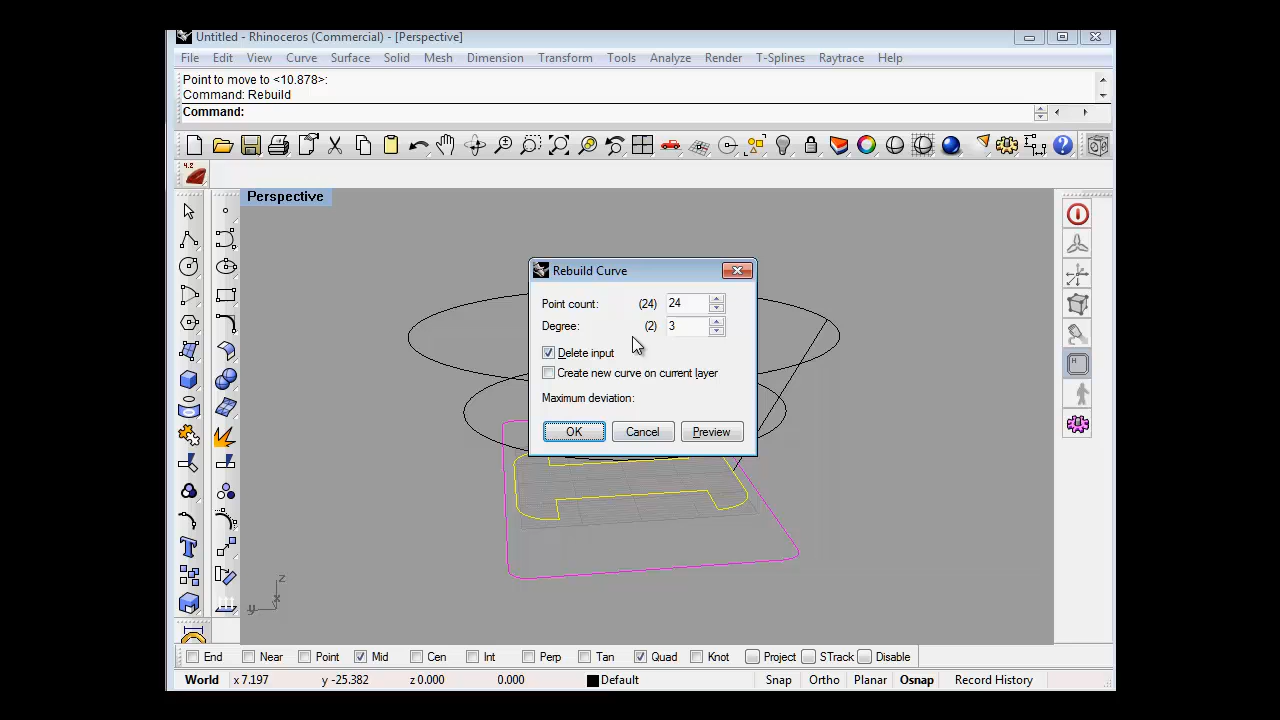 Untitled - Rhinoceros (Commercial) - [Perspective]
File Edit View Curve Surface Solid Mesh Dimension Transform Tools Analyze Render T-Splines Raytrace Help
Point to move to <10.878>:
Command: Rebuild
Command:
4.2
Perspective
Rebuild Curve
Point count: (24) 24
Degree: (2) 3
Delete input
Create new curve on current layer
Maximum deviation:
OK Cancel Preview
H
z
x
y
End Near Point Mid Cen Int Perp Tan Quad Knot Project STrack Disable
World x 7.197 y -25.382 z 0.000 0.000 Default Snap Ortho Planar Osnap Record History